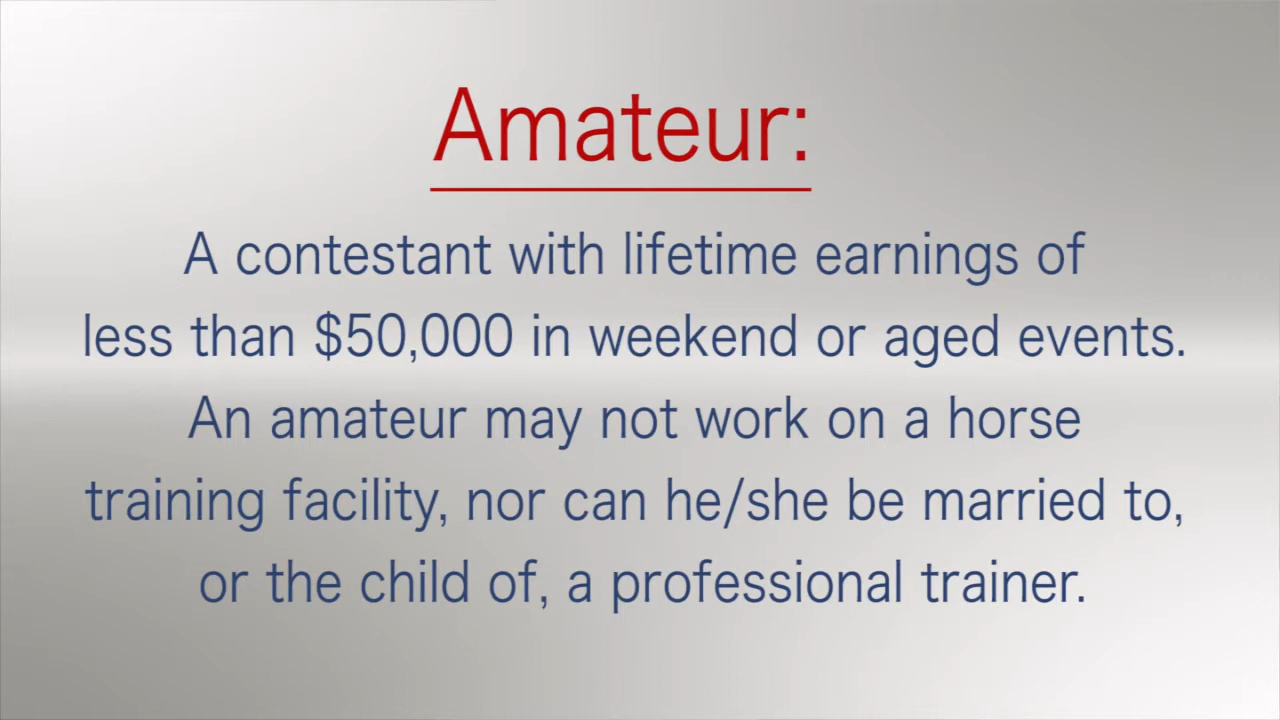 Amateur:
A contestant with lifetime earnings of
less than $50,000 in weekend or aged events.
An amateur may not work on a horse
training facility, nor can he/she be married to,
or the child of, a professional trainer.